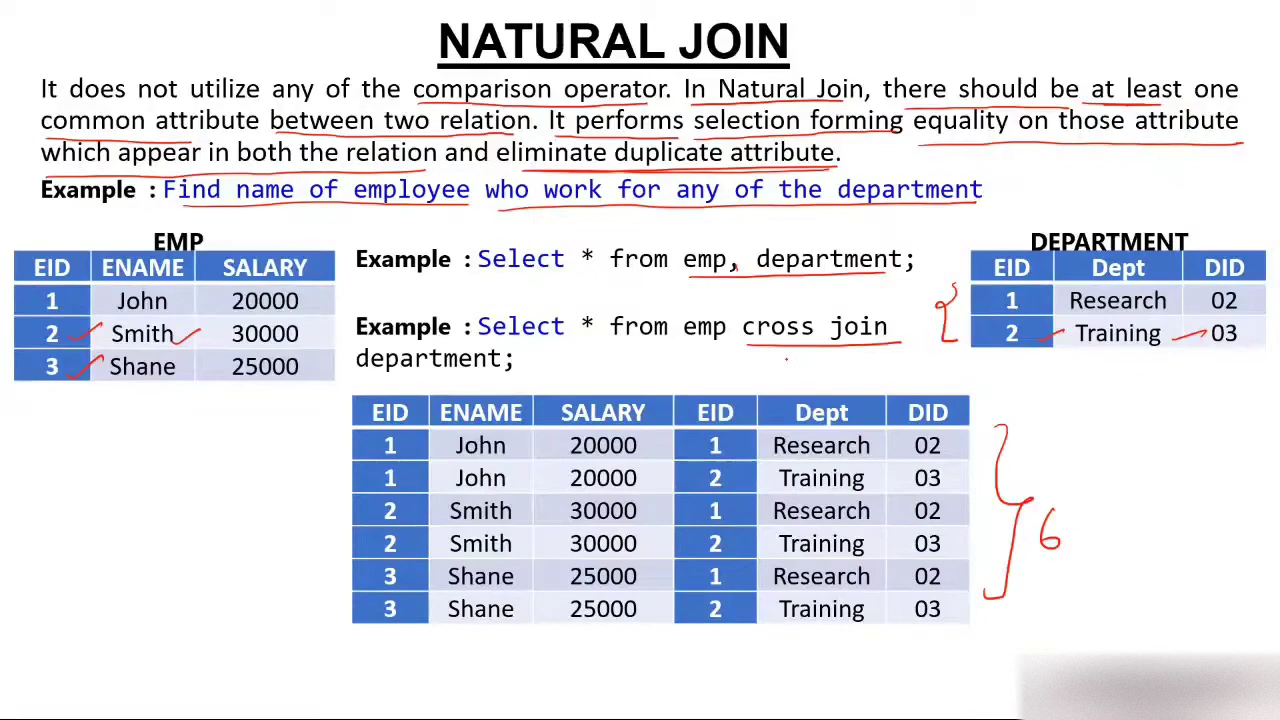 NATURAL JOIN
It does not utilize any of the comparison operator. In Natural Join, there should be at least one
common attribute between two relation. It performs selection forming equality on those attribute
which appear in both the relation and eliminate duplicate attribute.
Example : Find name of employee who work for any of the department
EMP
EID ENAME SALARY
1 John 20000
2 Smith 30000
3 Shane 25000
Example : Select * from emp, department;
Example : Select * from emp cross join
department;
DEPARTMENT
EID Dept DID
1 Research 02
2 Training 03
EID ENAME SALARY EID Dept DID
1 John 20000 1 Research 02
1 John 20000 2 Training 03
2 Smith 30000 1 Research 02
2 Smith 30000 2 Training 03
3 Shane 25000 1 Research 02
3 Shane 25000 2 Training 03
6